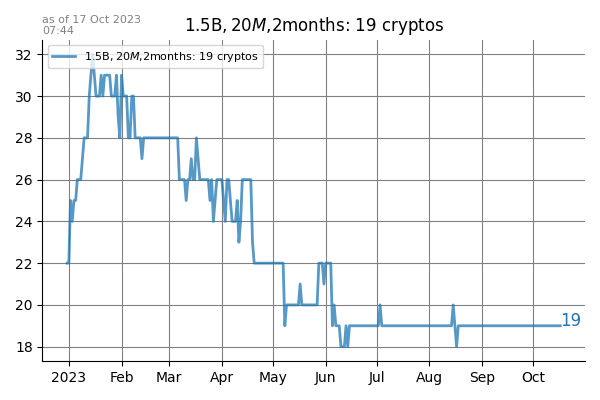 as of 17 Oct 2023
07:44
1.5B, 20M,2months: 19 cryptos
1.5B, 20M,2months: 19 cryptos
32
30
28
26
24
22
20
18
19
2023 Feb Mar Apr May Jun Jul Aug Sep Oct